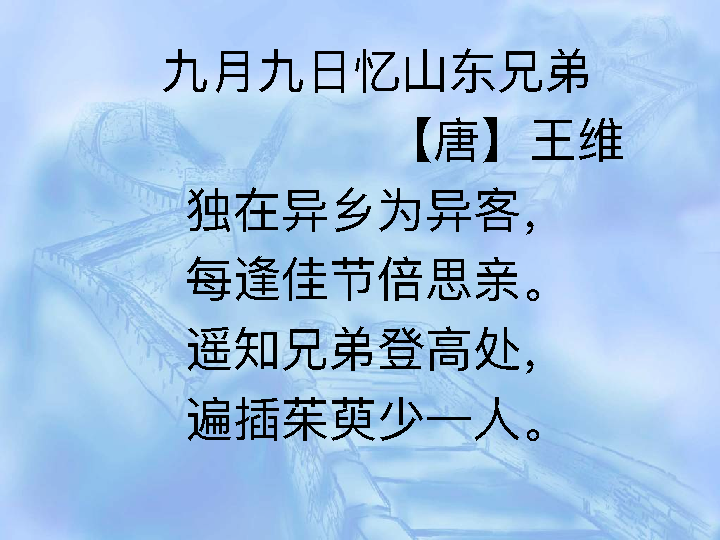 九月九日忆山东兄弟
【唐】王维
独在异乡为异客，
每逢佳节倍思亲。
遥知兄弟登高处，
遍插茱萸少一人。